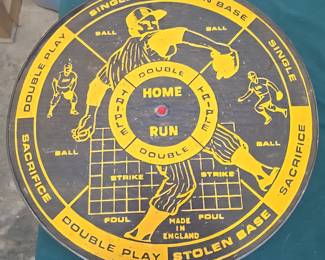 SINGLE
STOLEN BASE
SINGLE
SACRIFICE
STOLEN BASE
DOUBLE PLAY
SACRIFICE
DOUBLE PLAY
BALL
BALL
DOUBLE
TRIPLE
HOME
RUN
TRIPLE
DOUBLE
BALL
BALL
STRIKE
STRIKE
FOUL
FOUL
MADE
IN
ENGLAND